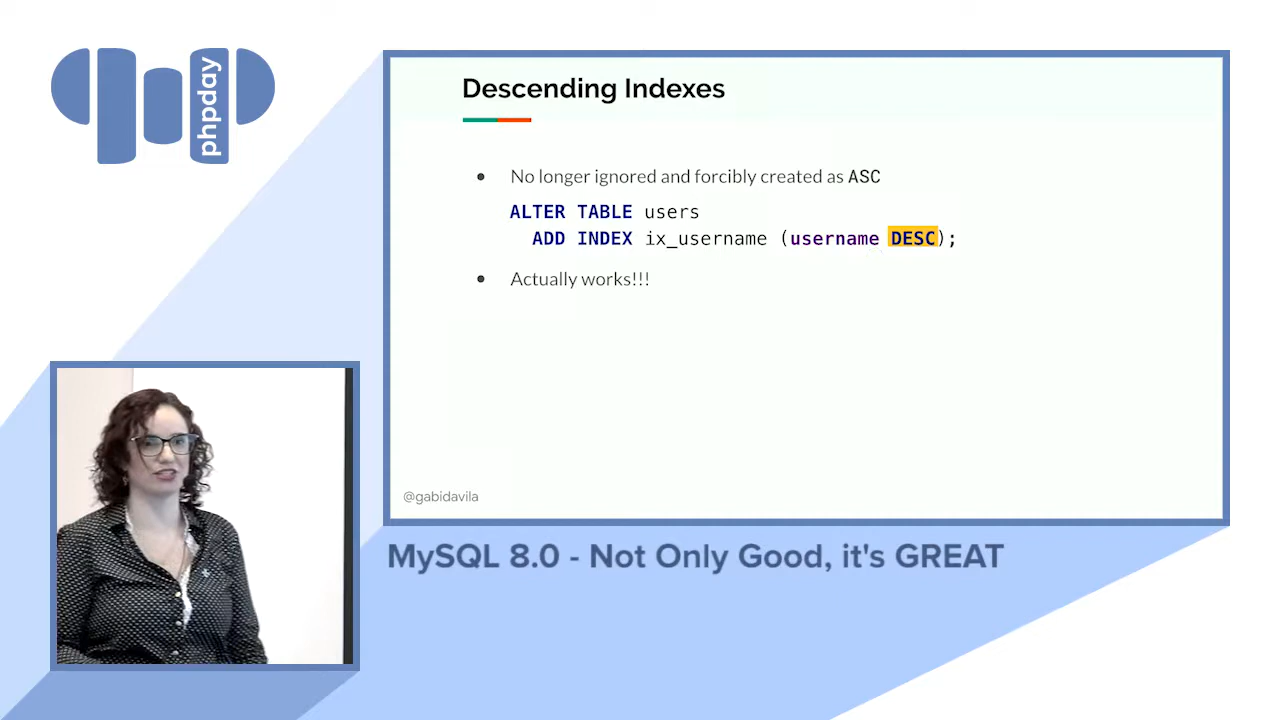 phpday
Descending Indexes
● No longer ignored and forcibly created as ASC
ALTER TABLE users
ADD INDEX ix_username (username DESC);
● Actually works!!!
@gabidavila
MySQL 8.0 - Not Only Good, it's GREAT